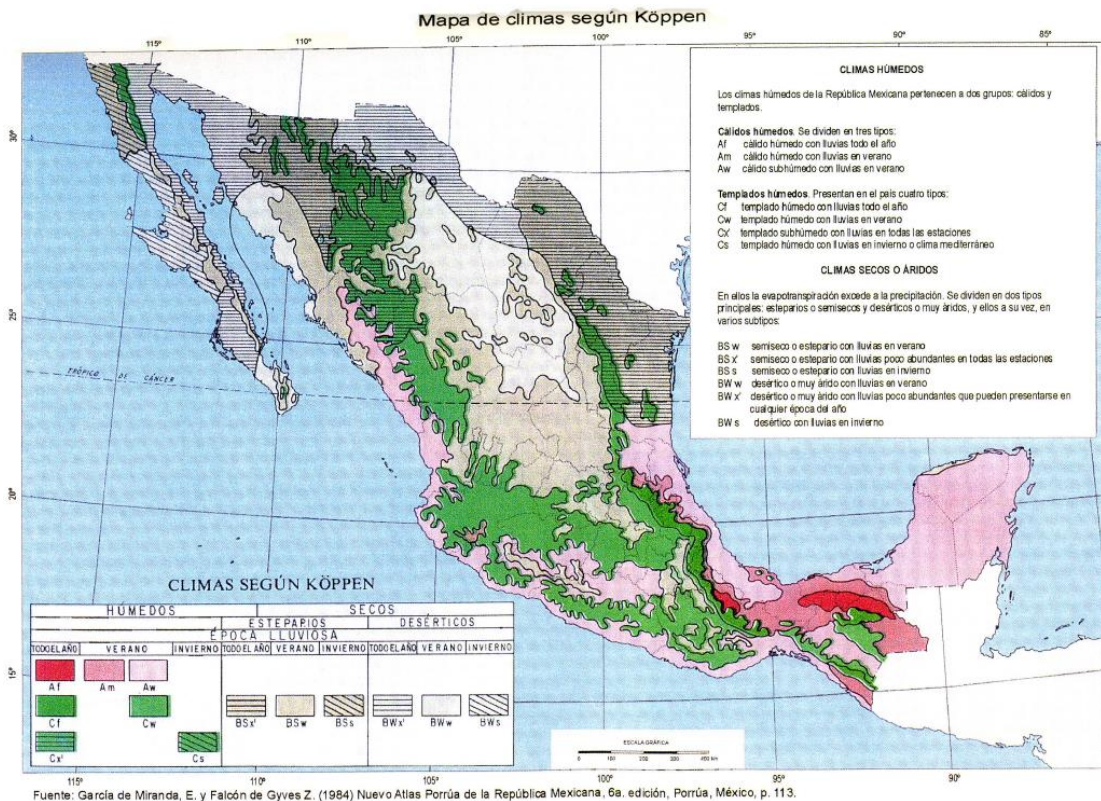 Mapa de climas según Köppen
115° 110° 105° 100° 95° 90° 85°
30°
25°
20°
15°
TRÓPICO DE CÁNCER
CLIMAS HÚMEDOS
Los climas húmedos de la República Mexicana pertenecen a dos grupos: cálidos y
templados.
Cálidos húmedos. Se dividen en tres tipos:
Af cálido húmedo con lluvias todo el año
Am cálido húmedo con lluvias en verano
Aw cálido subhúmedo con lluvias en verano
Templados húmedos. Presentan en el país cuatro tipos:
Cf templado húmedo con lluvias todo el año
Cw templado húmedo con lluvias en verano
Cx' templado subhúmedo con lluvias en todas las estaciones
Cs templado húmedo con lluvias en invierno o clima mediterráneo
CLIMAS SECOS O ÁRIDOS
En ellos la evapotranspiración excede a la precipitación. Se dividen en dos tipos
principales: esteparios o semisecos y desérticos o muy áridos, y ellos a su vez, en
varios subtipos:
BS w semiseco o estepario con lluvias en verano
BS x' semiseco o estepario con lluvias poco abundantes en todas las estaciones
BS s semiseco o estepario con lluvias en invierno
BW w desértico o muy árido con lluvias en verano
BW x' desértico o muy árido con lluvias poco abundantes que pueden presentarse en
cualquier época del año
BW s desértico con lluvias en invierno
CLIMAS SEGÚN KÖPPEN
HÚMEDOS SECOS
ESTEPARIOS DESÉRTICOS
ÉPOCA LLUVIOSA
TODO EL AÑO VERANO INVIERNO TODO EL AÑO VERANO INVIERNO TODO EL AÑO VERANO INVIERNO
Af Am Aw
Cf Cw BSx' BSw BSs BWx' BWw BWs
Cx' Cs
ESCALA GRÁFICA
0 100 200 300 400 km
115° 110° 105° 100° 95° 90°
Fuente: García de Miranda, E. y Falcón de Gyves Z. (1984) Nuevo Atlas Porrúa de la República Mexicana, 6a. edición, Porrúa, México, p. 113.